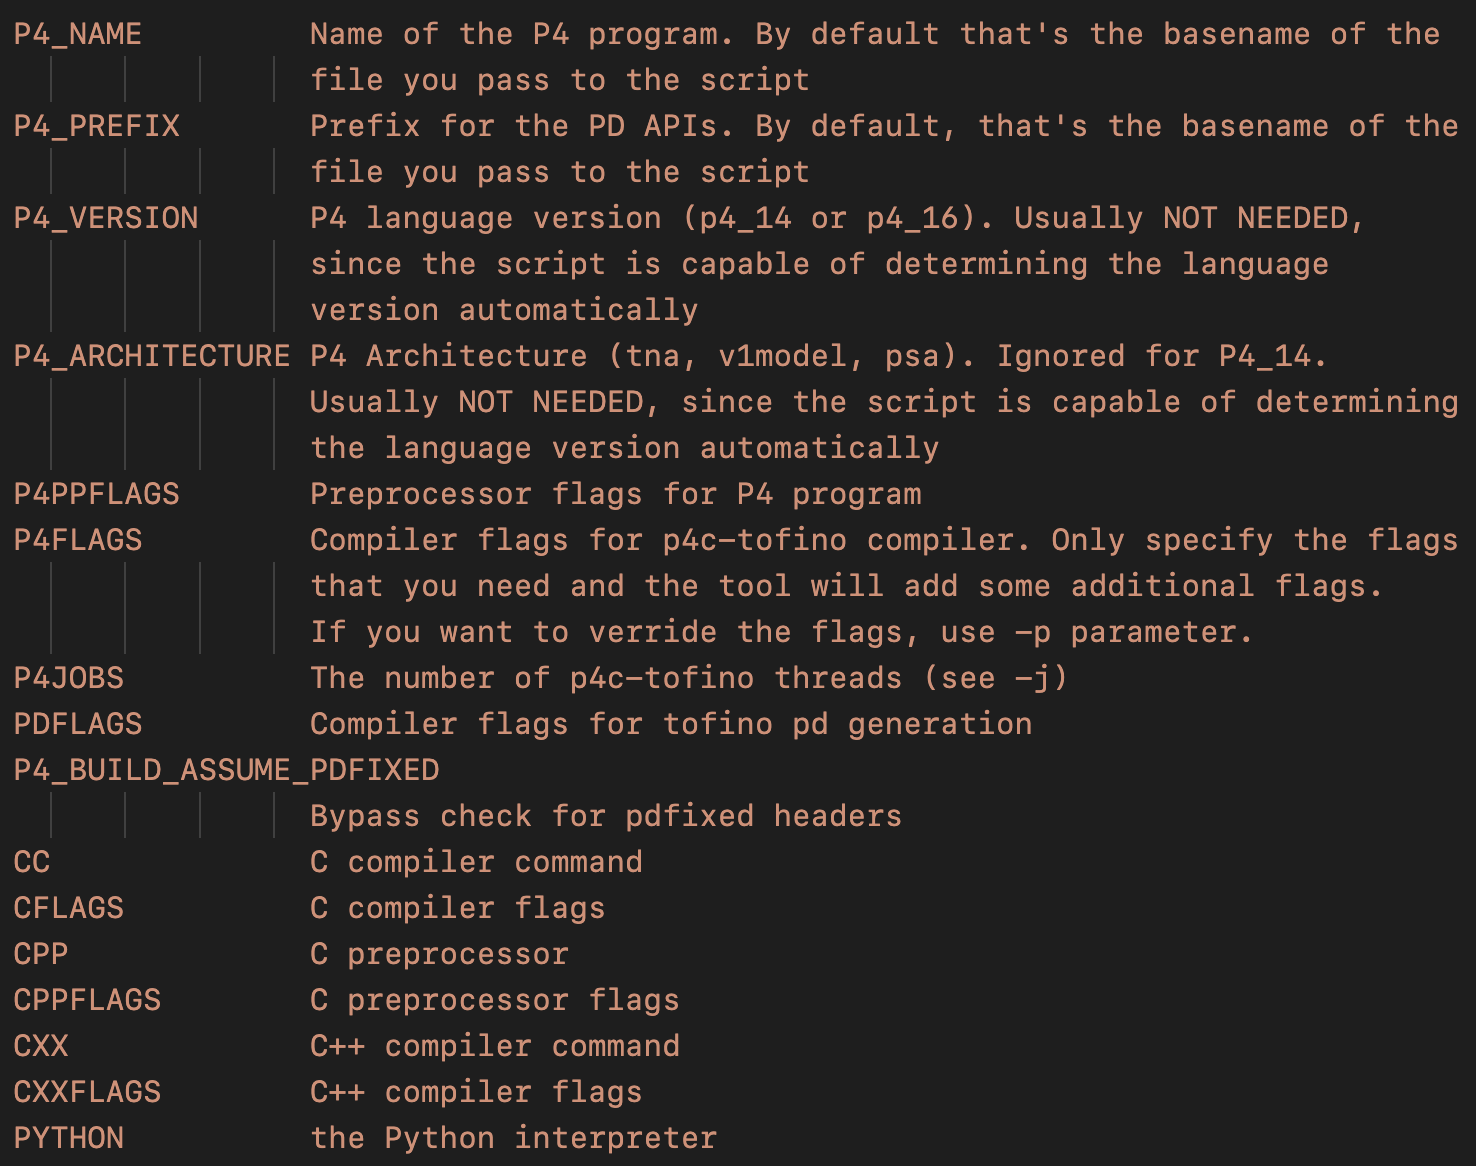 P4_NAME         Name of the P4 program. By default that's the basename of the
                file you pass to the script
P4_PREFIX       Prefix for the PD APIs. By default, that's the basename of the
                file you pass to the script
P4_VERSION      P4 language version (p4_14 or p4_16). Usually NOT NEEDED,
                since the script is capable of determining the language
                version automatically
P4_ARCHITECTURE P4 Architecture (tna, v1model, psa). Ignored for P4_14.
                Usually NOT NEEDED, since the script is capable of determining
                the language version automatically
P4PPFLAGS       Preprocessor flags for P4 program
P4FLAGS         Compiler flags for p4c-tofino compiler. Only specify the flags
                that you need and the tool will add some additional flags.
                If you want to verride the flags, use -p parameter.
P4JOBS          The number of p4c-tofino threads (see -j)
PDFLAGS         Compiler flags for tofino pd generation
P4_BUILD_ASSUME_PDFIXED
                Bypass check for pdfixed headers
CC              C compiler command
CFLAGS          C compiler flags
CPP             C preprocessor
CPPFLAGS        C preprocessor flags
CXX             C++ compiler command
CXXFLAGS        C++ compiler flags
PYTHON          the Python interpreter